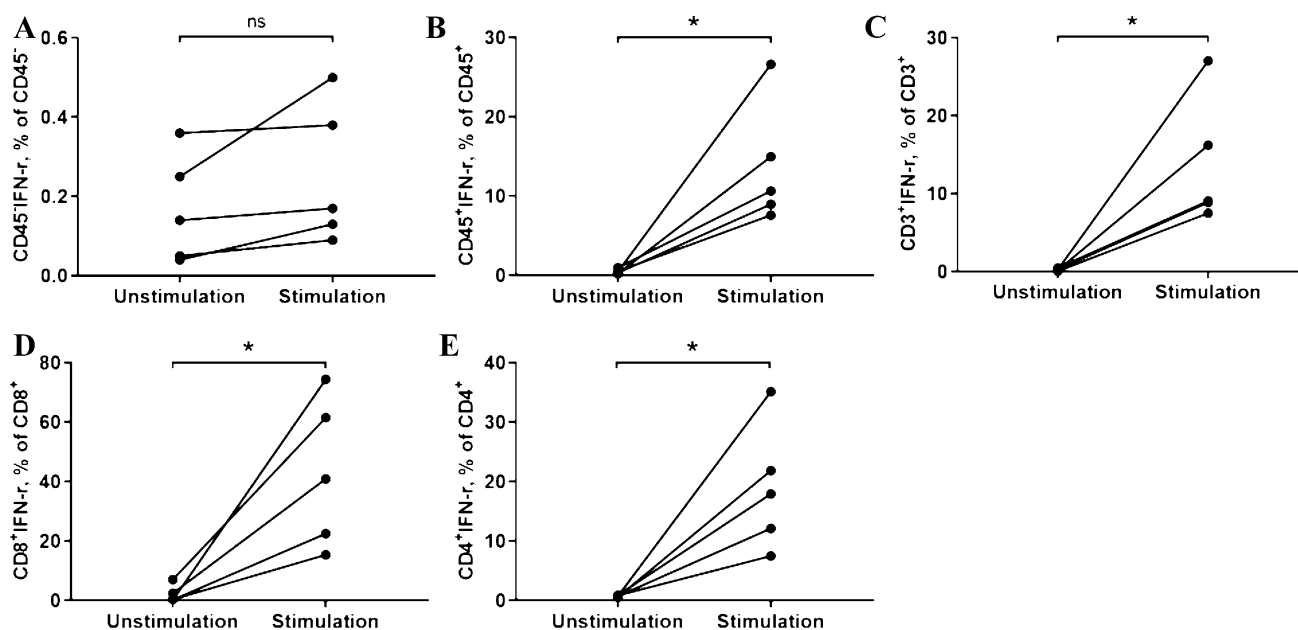 A
ns
CD45⁻IFN-r, % of CD45⁻
0.6
0.4
0.2
0.0
Unstimulation Stimulation
B
*
CD45⁺IFN-r, % of CD45⁺
30
20
10
0
Unstimulation Stimulation
C
*
CD3⁺IFN-r, % of CD3⁺
30
20
10
0
Unstimulation Stimulation
D
*
CD8⁺IFN-r, % of CD8⁺
80
60
40
20
0
Unstimulation Stimulation
E
*
CD4⁺IFN-r, % of CD4⁺
40
30
20
10
0
Unstimulation Stimulation